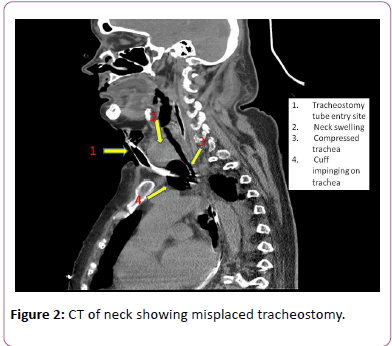 1. Tracheostomy
tube entry site
2. Neck swelling
3. Compressed
trachea
4. Cuff
impinging on
trachea
1
2
3
4
Figure 2: CT of neck showing misplaced tracheostomy.